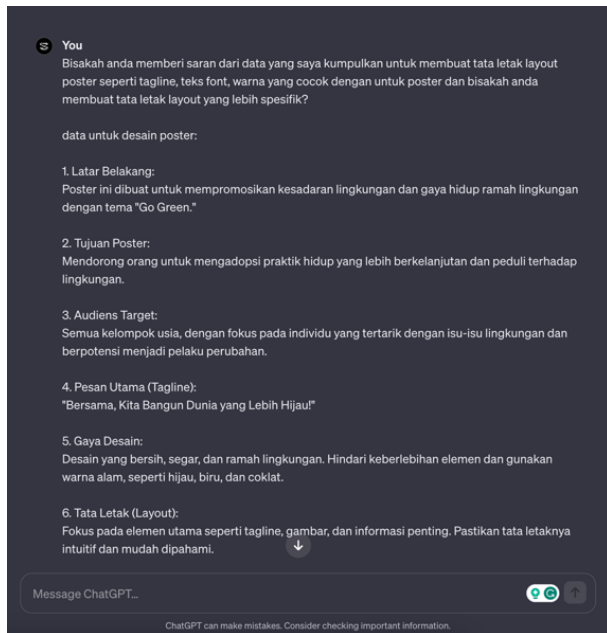 You
Bisakah anda memberi saran dari data yang saya kumpulkan untuk membuat tata letak layout
poster seperti tagline, teks font, warna yang cocok dengan untuk poster dan bisakah anda
membuat tata letak layout yang lebih spesifik?
data untuk desain poster:
1. Latar Belakang:
Poster ini dibuat untuk mempromosikan kesadaran lingkungan dan gaya hidup ramah lingkungan
dengan tema "Go Green."
2. Tujuan Poster:
Mendorong orang untuk mengadopsi praktik hidup yang lebih berkelanjutan dan peduli terhadap
lingkungan.
3. Audiens Target:
Semua kelompok usia, dengan fokus pada individu yang tertarik dengan isu-isu lingkungan dan
berpotensi menjadi pelaku perubahan.
4. Pesan Utama (Tagline):
"Bersama, Kita Bangun Dunia yang Lebih Hijau!"
5. Gaya Desain:
Desain yang bersih, segar, dan ramah lingkungan. Hindari keberlebihan elemen dan gunakan
warna alam, seperti hijau, biru, dan coklat.
6. Tata Letak (Layout):
Fokus pada elemen utama seperti tagline, gambar, dan informasi penting. Pastikan tata letaknya
intuitif dan mudah dipahami.
Message ChatGPT...
ChatGPT can make mistakes. Consider checking important information.